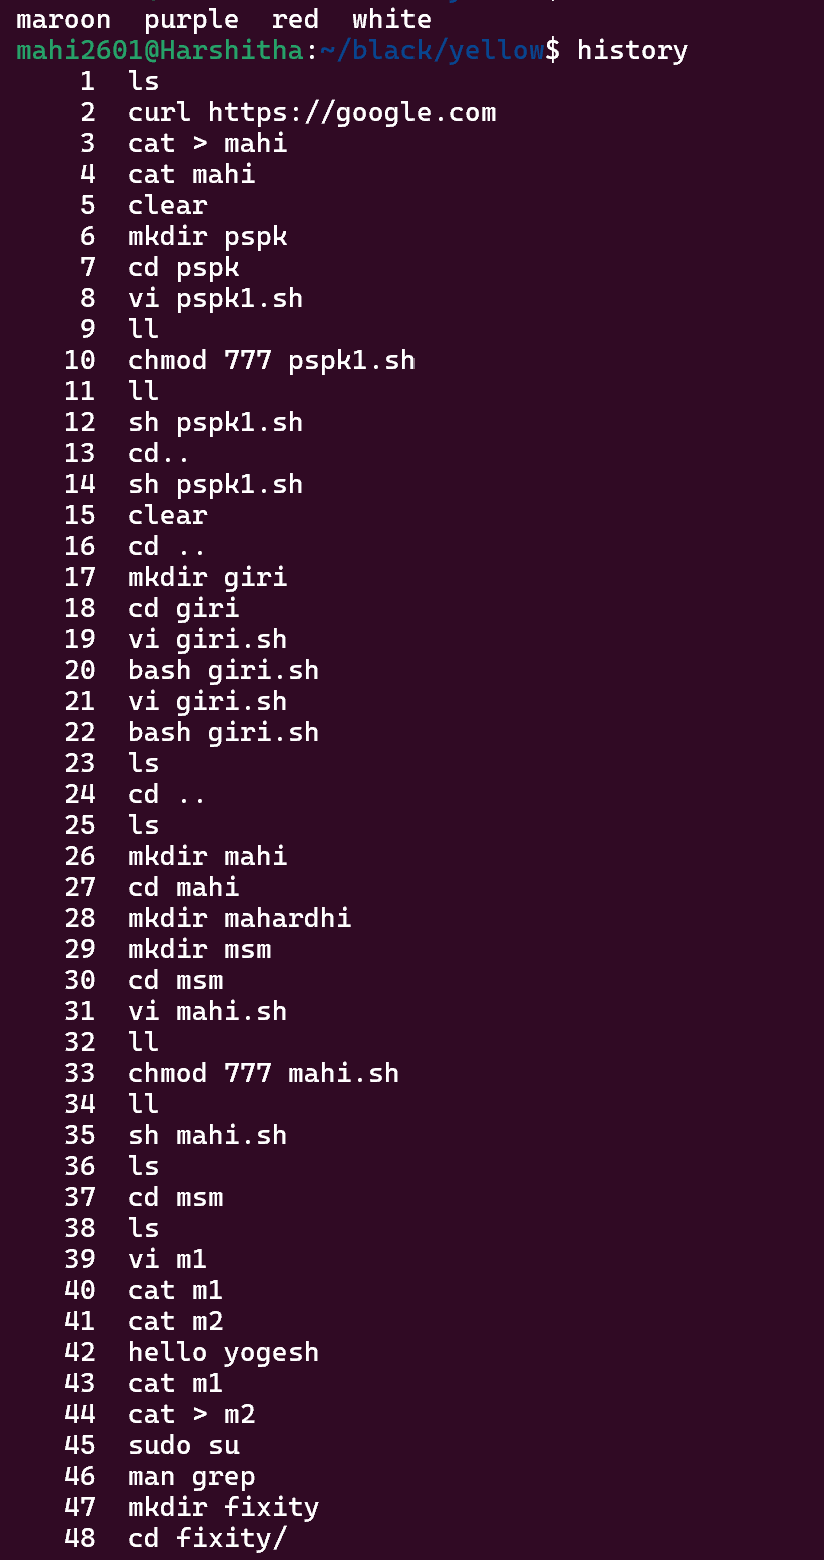 maroon  purple  red  white
mahi2601@Harshitha:~/black/yellow$ history
    1  ls
    2  curl https://google.com
    3  cat > mahi
    4  cat mahi
    5  clear
    6  mkdir pspk
    7  cd pspk
    8  vi pspk1.sh
    9  ll
   10  chmod 777 pspk1.sh
   11  ll
   12  sh pspk1.sh
   13  cd..
   14  sh pspk1.sh
   15  clear
   16  cd ..
   17  mkdir giri
   18  cd giri
   19  vi giri.sh
   20  bash giri.sh
   21  vi giri.sh
   22  bash giri.sh
   23  ls
   24  cd ..
   25  ls
   26  mkdir mahi
   27  cd mahi
   28  mkdir mahardhi
   29  mkdir msm
   30  cd msm
   31  vi mahi.sh
   32  ll
   33  chmod 777 mahi.sh
   34  ll
   35  sh mahi.sh
   36  ls
   37  cd msm
   38  ls
   39  vi m1
   40  cat m1
   41  cat m2
   42  hello yogesh
   43  cat m1
   44  cat > m2
   45  sudo su
   46  man grep
   47  mkdir fixity
   48  cd fixity/